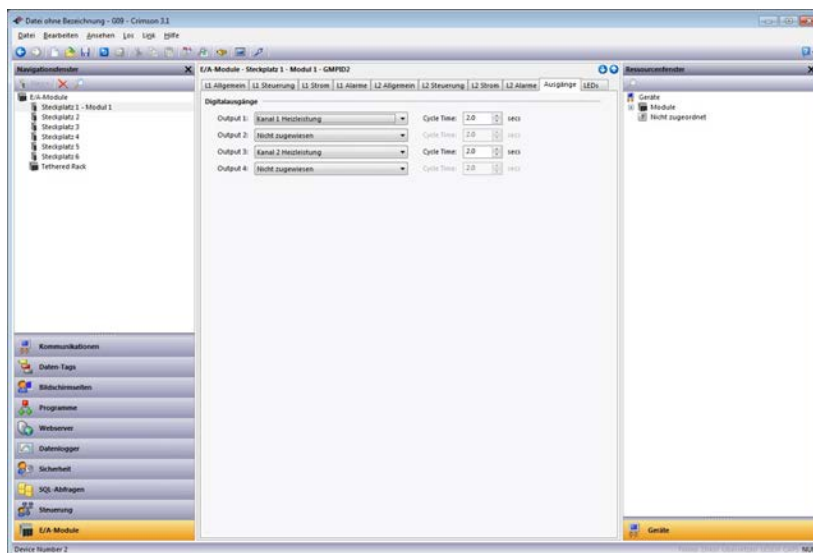 Datei ohne Bezeichnung - G09 - Crimson 3.1
Datei Bearbeiten Ansehen Los Link Hilfe
Navigationsfenster
E/A-Module
Steckplatz 1 - Modul 1
Steckplatz 2
Steckplatz 3
Steckplatz 4
Steckplatz 5
Steckplatz 6
Tethered Rack
Kommunikationen
Daten-Tags
Bildschirmseiten
Programme
Webserver
Datenlogger
Sicherheit
SQL-Abfragen
Steuerung
E/A-Module
E/A-Module - Steckplatz 1 - Modul 1 - GMPID2
L1 Allgemein L1 Steuerung L1 Strom L1 Alarme L2 Allgemein L2 Steuerung L2 Strom L2 Alarme Ausgänge LEDs
Digitalausgänge
Output 1: Kanal 1 Heizleistung Cycle Time: 2.0 secs
Output 2: Nicht zugewiesen Cycle Time: 2.0 secs
Output 3: Kanal 2 Heizleistung Cycle Time: 2.0 secs
Output 4: Nicht zugewiesen Cycle Time: 2.0 secs
Ressourcenfenster
Geräte
Module
Nicht zugeordnet
Geräte
Device Number 2